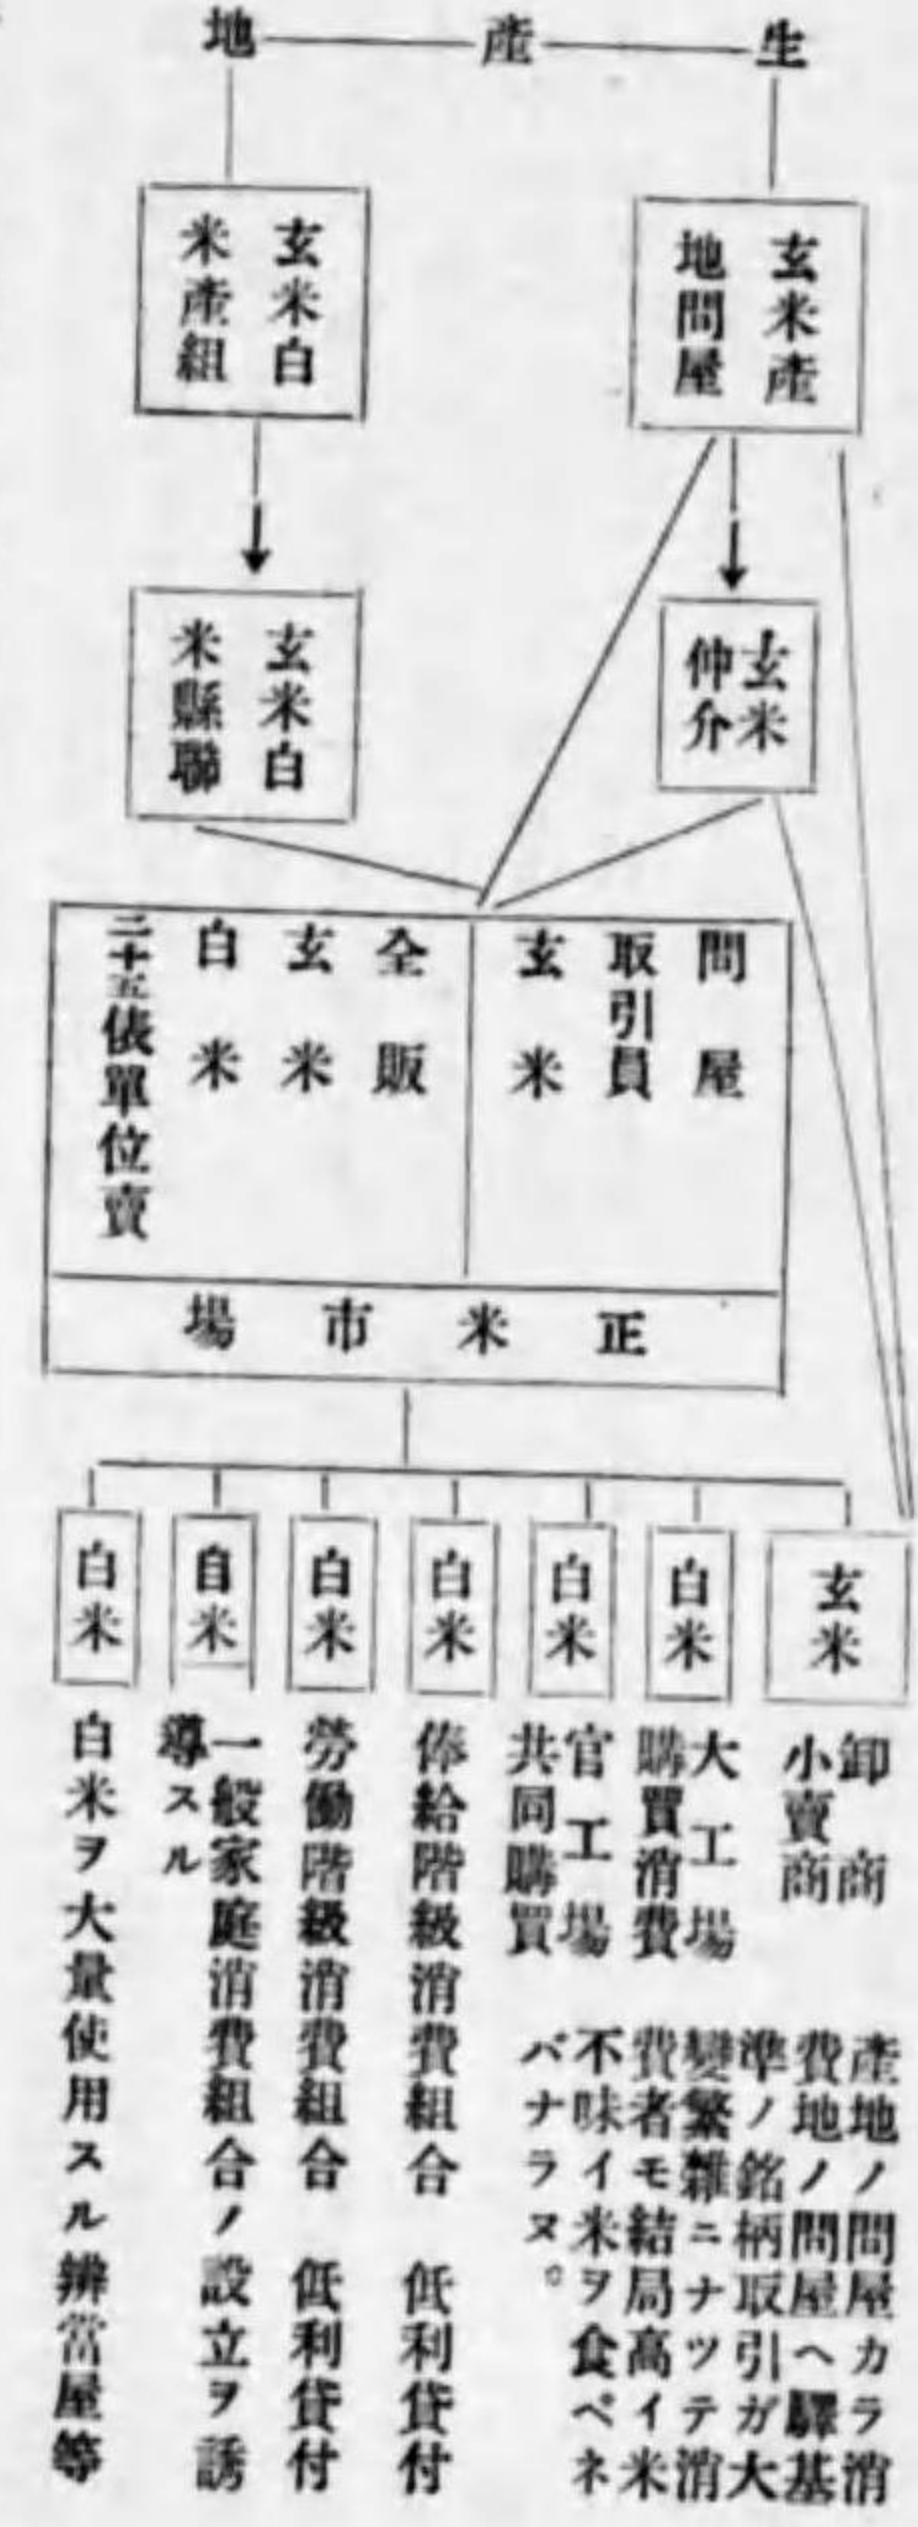 生産地
玄米産
地問屋
玄米白
米産組
玄米
仲介
玄米白
米縣聯
問屋
取引員
玄米
全販
玄米
白米
二十五俵單位賣
正米市場
玄米
卸商
小賣商
白米
大工場
購買消費
白米
官工場
共同購買
白米
俸給階級消費組合 低利貸付
白米
勞働階級消費組合 低利貸付
自米
一般家庭消費組合ノ設立ヲ誘
導スル
白米
白米ヲ大量使用スル辨當屋等
産地ノ問屋カラ消
費地ノ問屋ヘ驛基
準ノ銘柄取引ガ大
變繁雜ニナツテ消
費者モ結局高イ米
不味イ米ヲ食ベネ
バナラヌ。